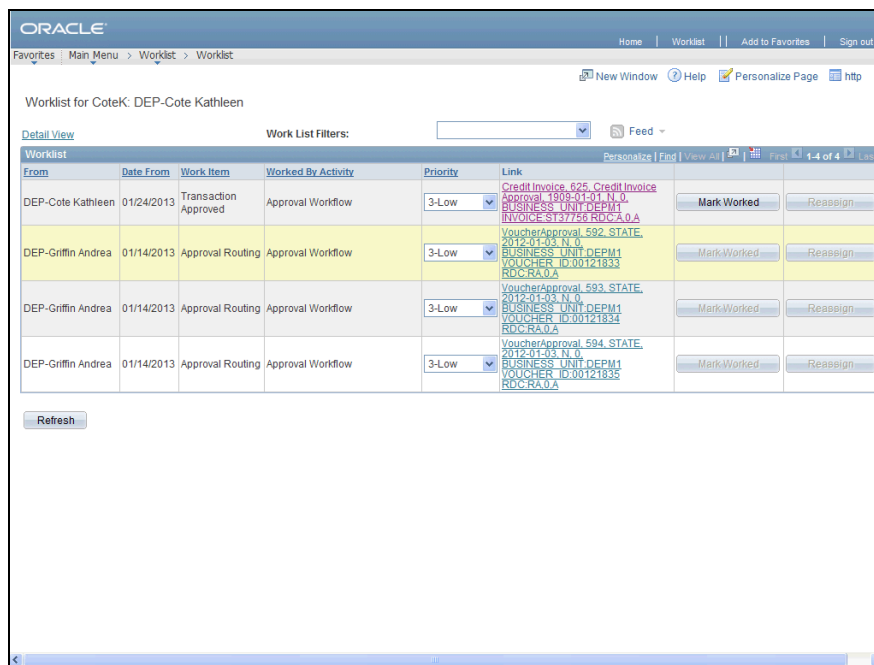 ORACLE
Home | Worklist | | Add to Favorites | Sign out
Favorites Main Menu > Worklist > Worklist
New Window Help Personalize Page http
Worklist for CoteK: DEP-Cote Kathleen
Detail View Work List Filters: Feed
Worklist Personalize | Find | View All | | First 1-4 of 4
From Date From Work Item Worked By Activity Priority Link
DEP-Cote Kathleen 01/24/2013 Transaction Approved Approval Workflow 3-Low
Credit Invoice, 625, Credit Invoice
Approval, 1909-01-01, N, 0,
BUSINESS_UNIT:DEPM1
INVOICE:ST37756 RDC:A,0,A
Mark Worked Reassign
DEP-Griffin Andrea 01/14/2013 Approval Routing Approval Workflow 3-Low
VoucherApproval, 592, STATE,
2012-01-03, N, 0,
BUSINESS_UNIT:DEPM1
VOUCHER_ID:00121833
RDC:RA,0,A
Mark Worked Reassign
DEP-Griffin Andrea 01/14/2013 Approval Routing Approval Workflow 3-Low
VoucherApproval, 593, STATE,
2012-01-03, N, 0,
BUSINESS_UNIT:DEPM1
VOUCHER_ID:00121834
RDC:RA,0,A
Mark Worked Reassign
DEP-Griffin Andrea 01/14/2013 Approval Routing Approval Workflow 3-Low
VoucherApproval, 594, STATE,
2012-01-03, N, 0,
BUSINESS_UNIT:DEPM1
VOUCHER_ID:00121835
RDC:RA,0,A
Mark Worked Reassign
Refresh